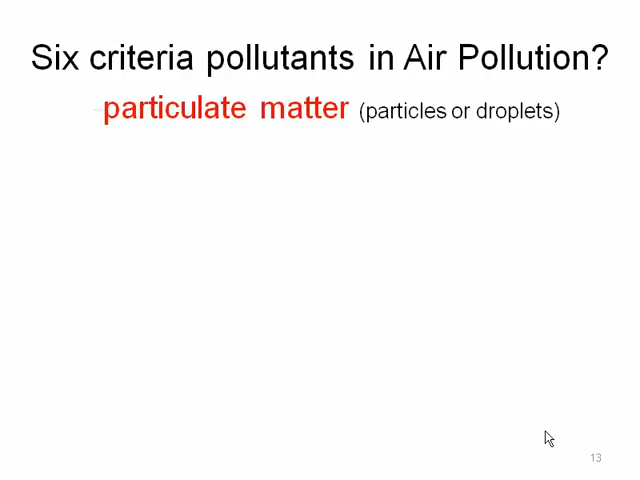 Six criteria pollutants in Air Pollution?
-particulate matter (particles or droplets)
13